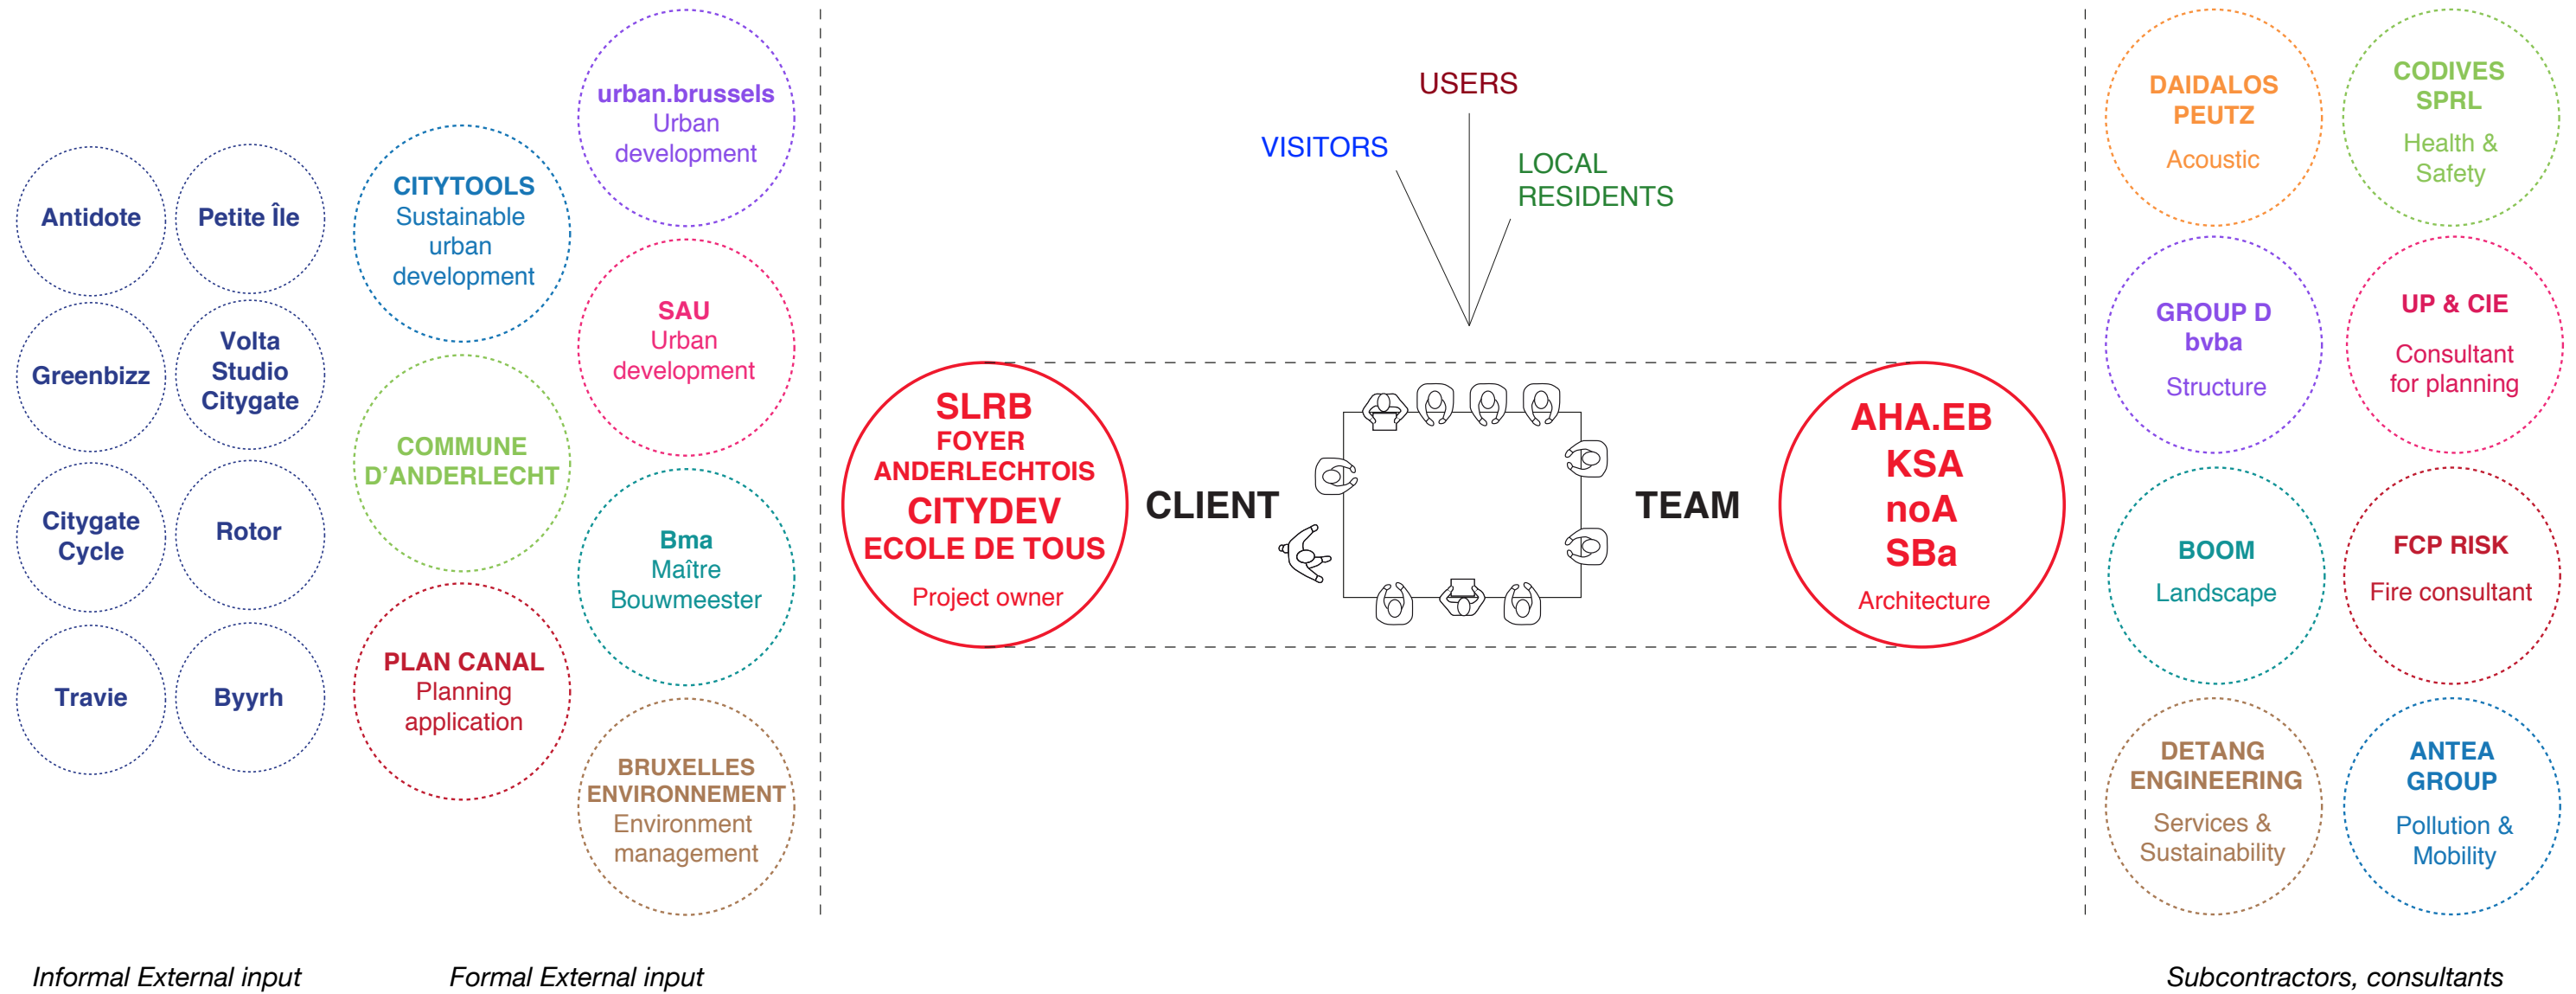 Antidote
Petite Île
Greenbizz
Volta
Studio
Citygate
Citygate
Cycle
Rotor
Travie
Byyrh
Informal External input
CITYTOOLS
Sustainable
urban
development
COMMUNE
D’ANDERLECHT
PLAN CANAL
Planning
application
urban.brussels
Urban
development
SAU
Urban
development
Bma
Maître
Bouwmeester
BRUXELLES
ENVIRONNEMENT
Environment
management
Formal External input
USERS
VISITORS
LOCAL
RESIDENTS
SLRB
FOYER
ANDERLECHTOIS
CITYDEV
ECOLE DE TOUS
Project owner
CLIENT
TEAM
AHA.EB
KSA
noA
SBa
Architecture
DAIDALOS
PEUTZ
Acoustic
CODIVES
SPRL
Health &
Safety
GROUP D
bvba
Structure
UP & CIE
Consultant
for planning
BOOM
Landscape
FCP RISK
Fire consultant
DETANG
ENGINEERING
Services &
Sustainability
ANTEA
GROUP
Pollution &
Mobility
Subcontractors, consultants